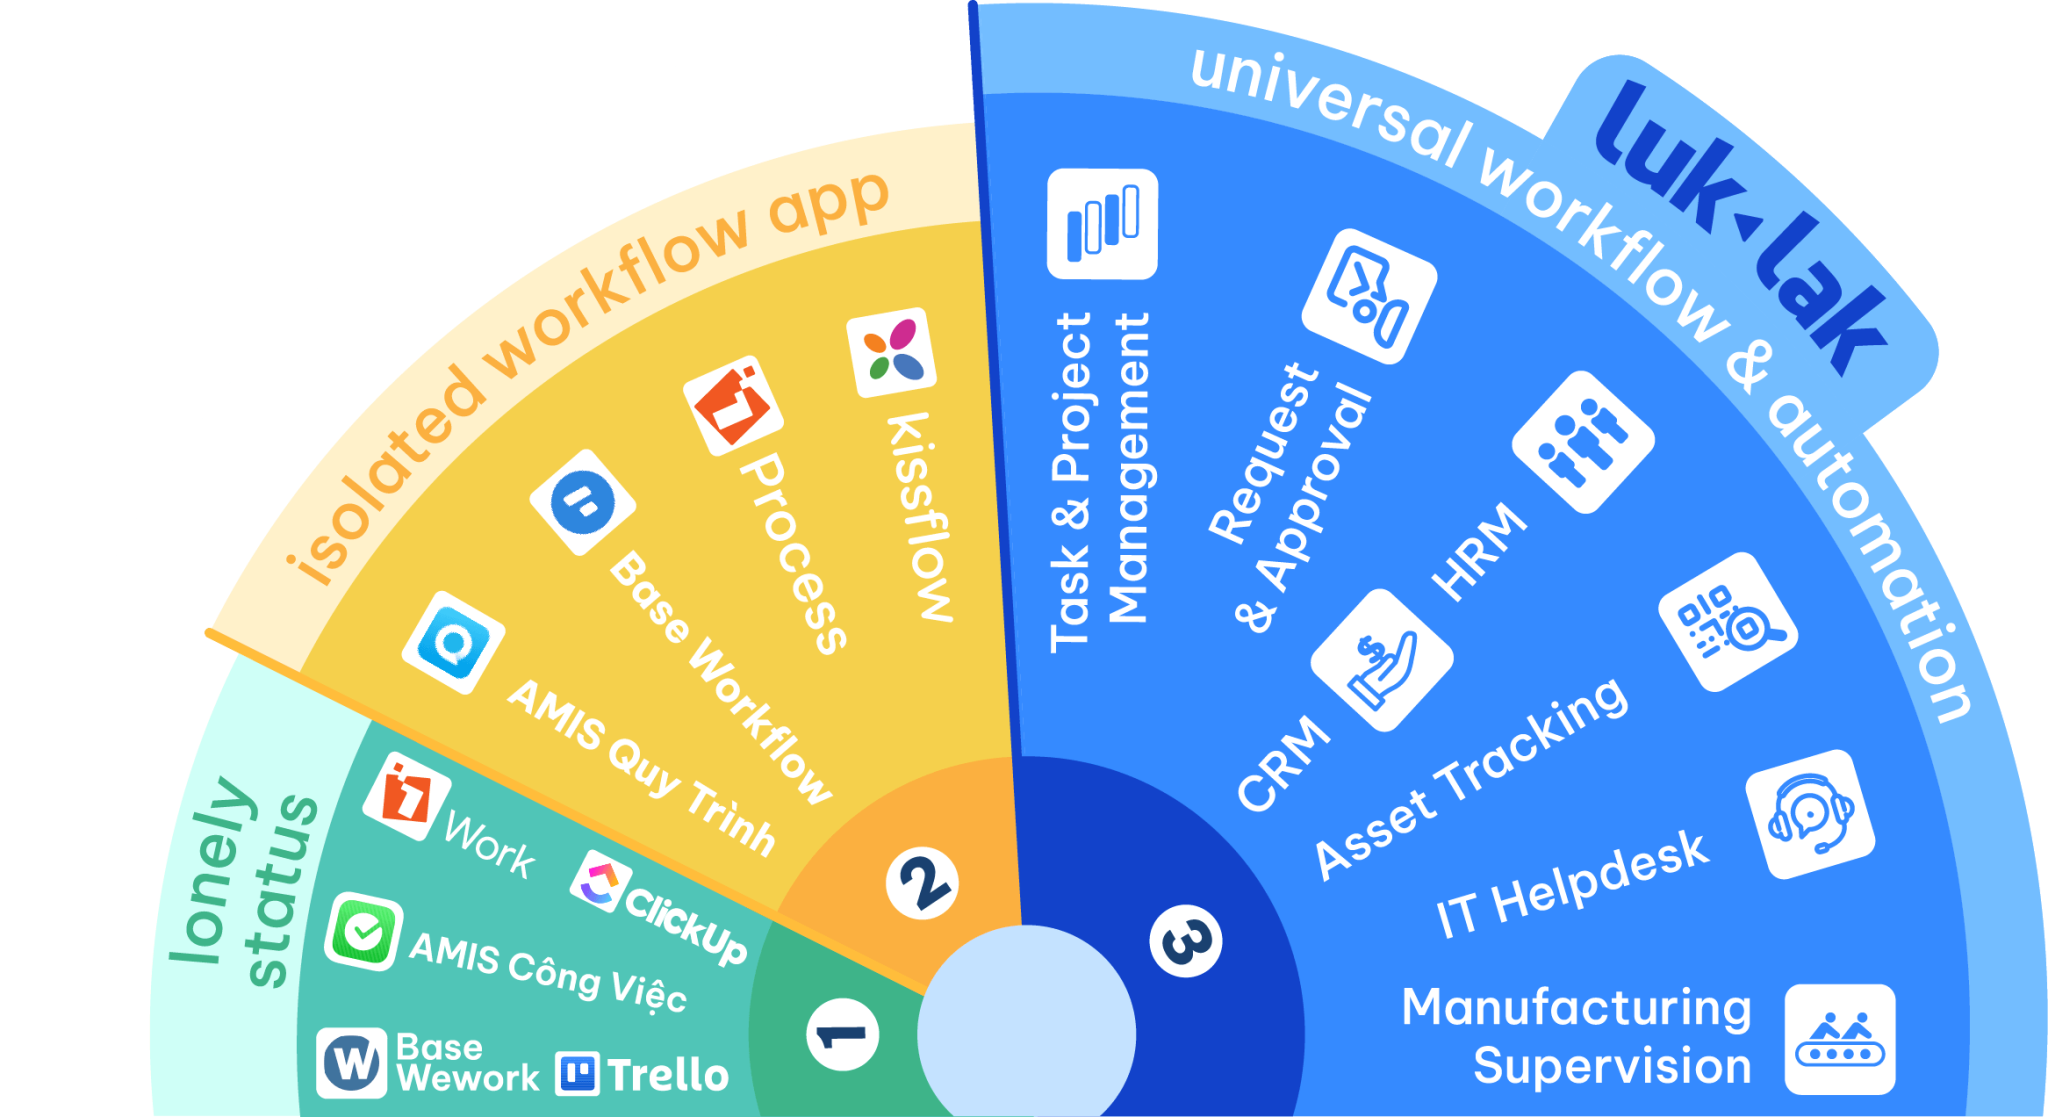 lonely
status
Work
ClickUp
AMIS Công Việc
Base
Wework
Trello
1
isolated workflow app
AMIS Quy Trình
Base Workflow
Process
kissflow
2
universal workflow & automation
luk lak
Task & Project
Management
Request
& Approval
HRM
CRM
Asset Tracking
IT Helpdesk
Manufacturing
Supervision
3